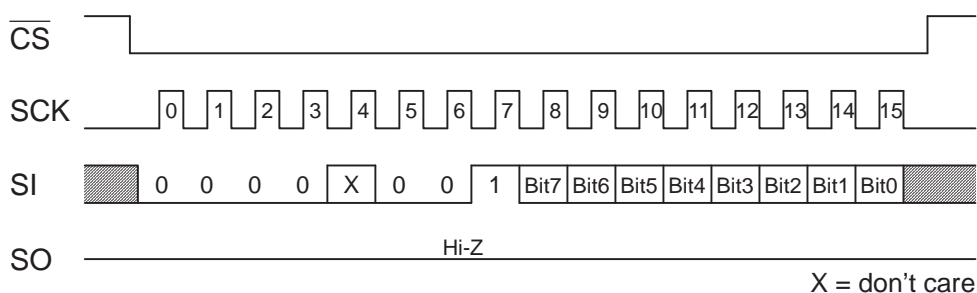 CS
SCK 0 1 2 3 4 5 6 7 8 9 10 11 12 13 14 15
SI 0 0 0 0 X 0 0 1 Bit7 Bit6 Bit5 Bit4 Bit3 Bit2 Bit1 Bit0
Hi-Z
SO
X = don't care